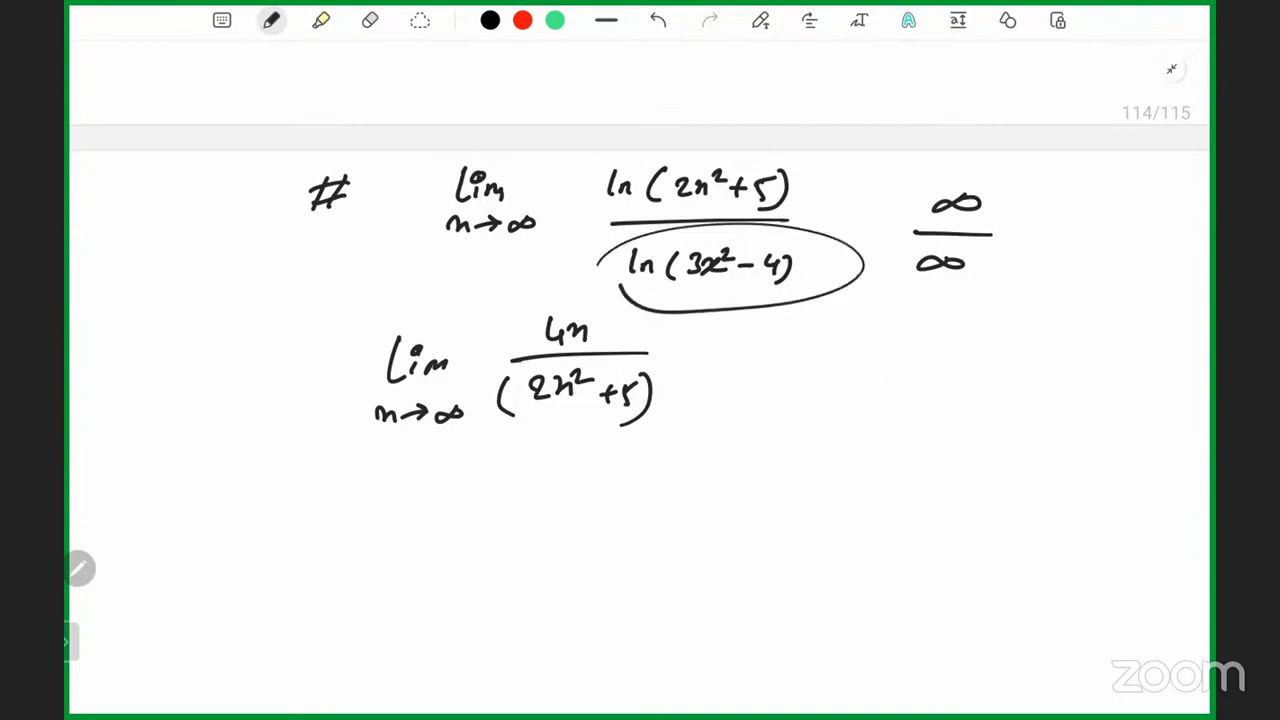 114/115
# lim n→∞ ln(2n²+5) / ln(3x²-4) ∞/∞
lim n→∞ 4n / (2n²+5)
zoom